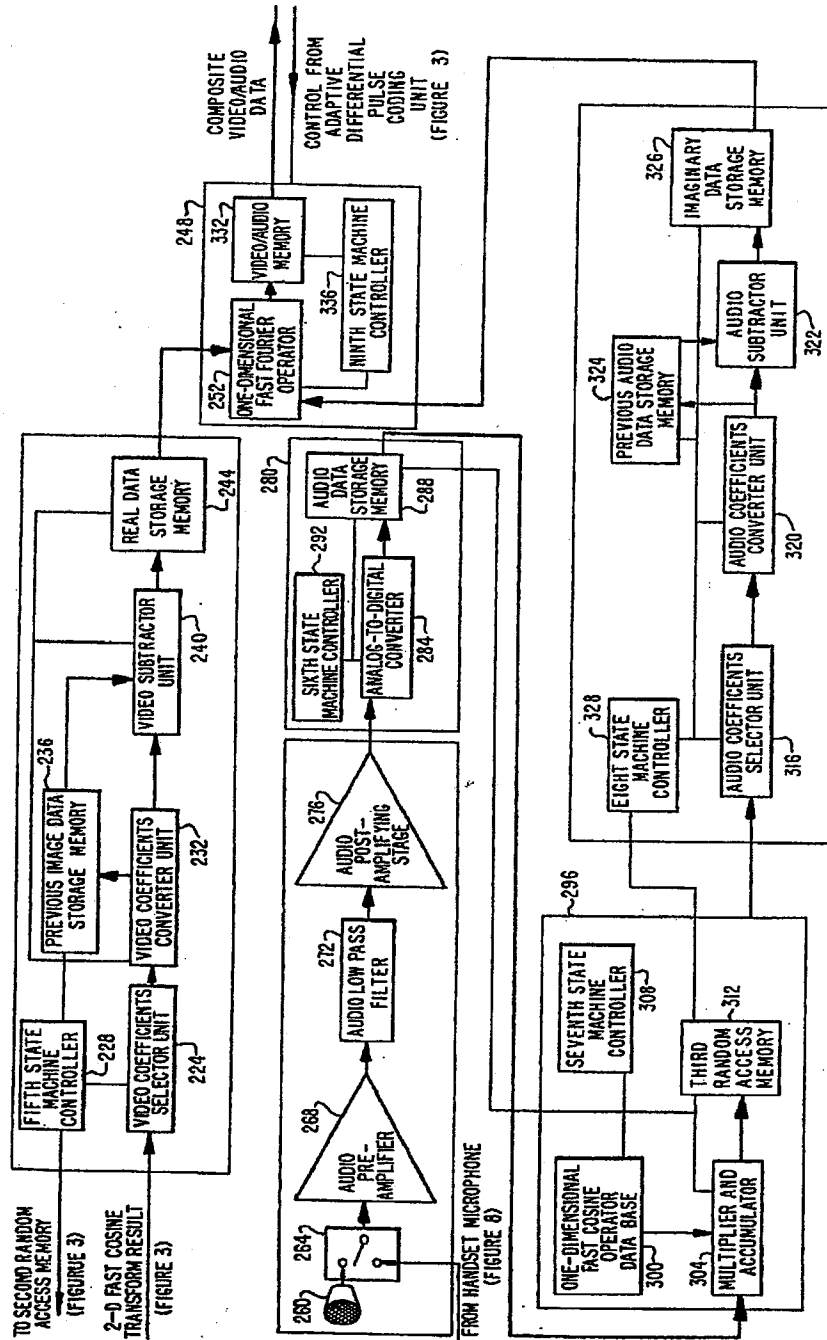 TO SECOND RANDOM
ACCESS MEMORY
(FIGURUE 3)
2-D FAST COSINE
TRANSFORM RESULT
(FIGURE 3)
FIFTH STATE
MACHINE
CONTROLLER
228
VIDEO COEFFICIENTS
SELECTOR UNIT
224
236
PREVIOUS IMAGE DATA
STORAGE MEMORY
VIDEO COEFFICIENTS
CONVERTER UNIT
232
VIDEO SUBTRACTOR
UNIT
240
REAL DATA
STORAGE
MEMORY
244
248
252
ONE-DIMENSIONAL
FAST FOURIER
OPERATOR
332
VIDEO/AUDIO
MEMORY
336
NINTH STATE MACHINE
CONTROLLER
COMPOSITE
VIDEO/AUDIO
DATA
CONTROL FROM
ADAPTIVE
DIFFERENTIAL
PULSE
CODING
UNIT
(FIGURE 3)
260
264
FROM HANDSET MICROPHONE
(FIGURE 8)
268
AUDIO PRE-
AMPLIFIER
272
AUDIO LOW PASS
FILTER
276
AUDIO POST-
AMPLIFYING
STAGE
280
SIXTH STATE
MACHINE CONTROLLER
292
ANALOG-TO-DIGITAL
CONVERTER
284
AUDIO
DATA
STORAGE
MEMORY
288
296
ONE-DIMENSIONAL
FAST COSINE
OPERATOR
DATA BASE
300
SEVENTH STATE
MACHINE
CONTROLLER
308
304
MULTIPLIER AND
ACCUMULATOR
THIRD
RANDOM
ACCESS
MEMORY
312
328
EIGHT STATE
MACHINE
CONTROLLER
AUDIO COEFFICENTS
SELECTOR UNIT
316
AUDIO COEFFICIENTS
CONVERTER UNIT
320
324
PREVIOUS AUDIO
DATA STORAGE
MEMORY
AUDIO
SUBTRACTOR
UNIT
322
326
IMAGINARY
DATA
STORAGE
MEMORY